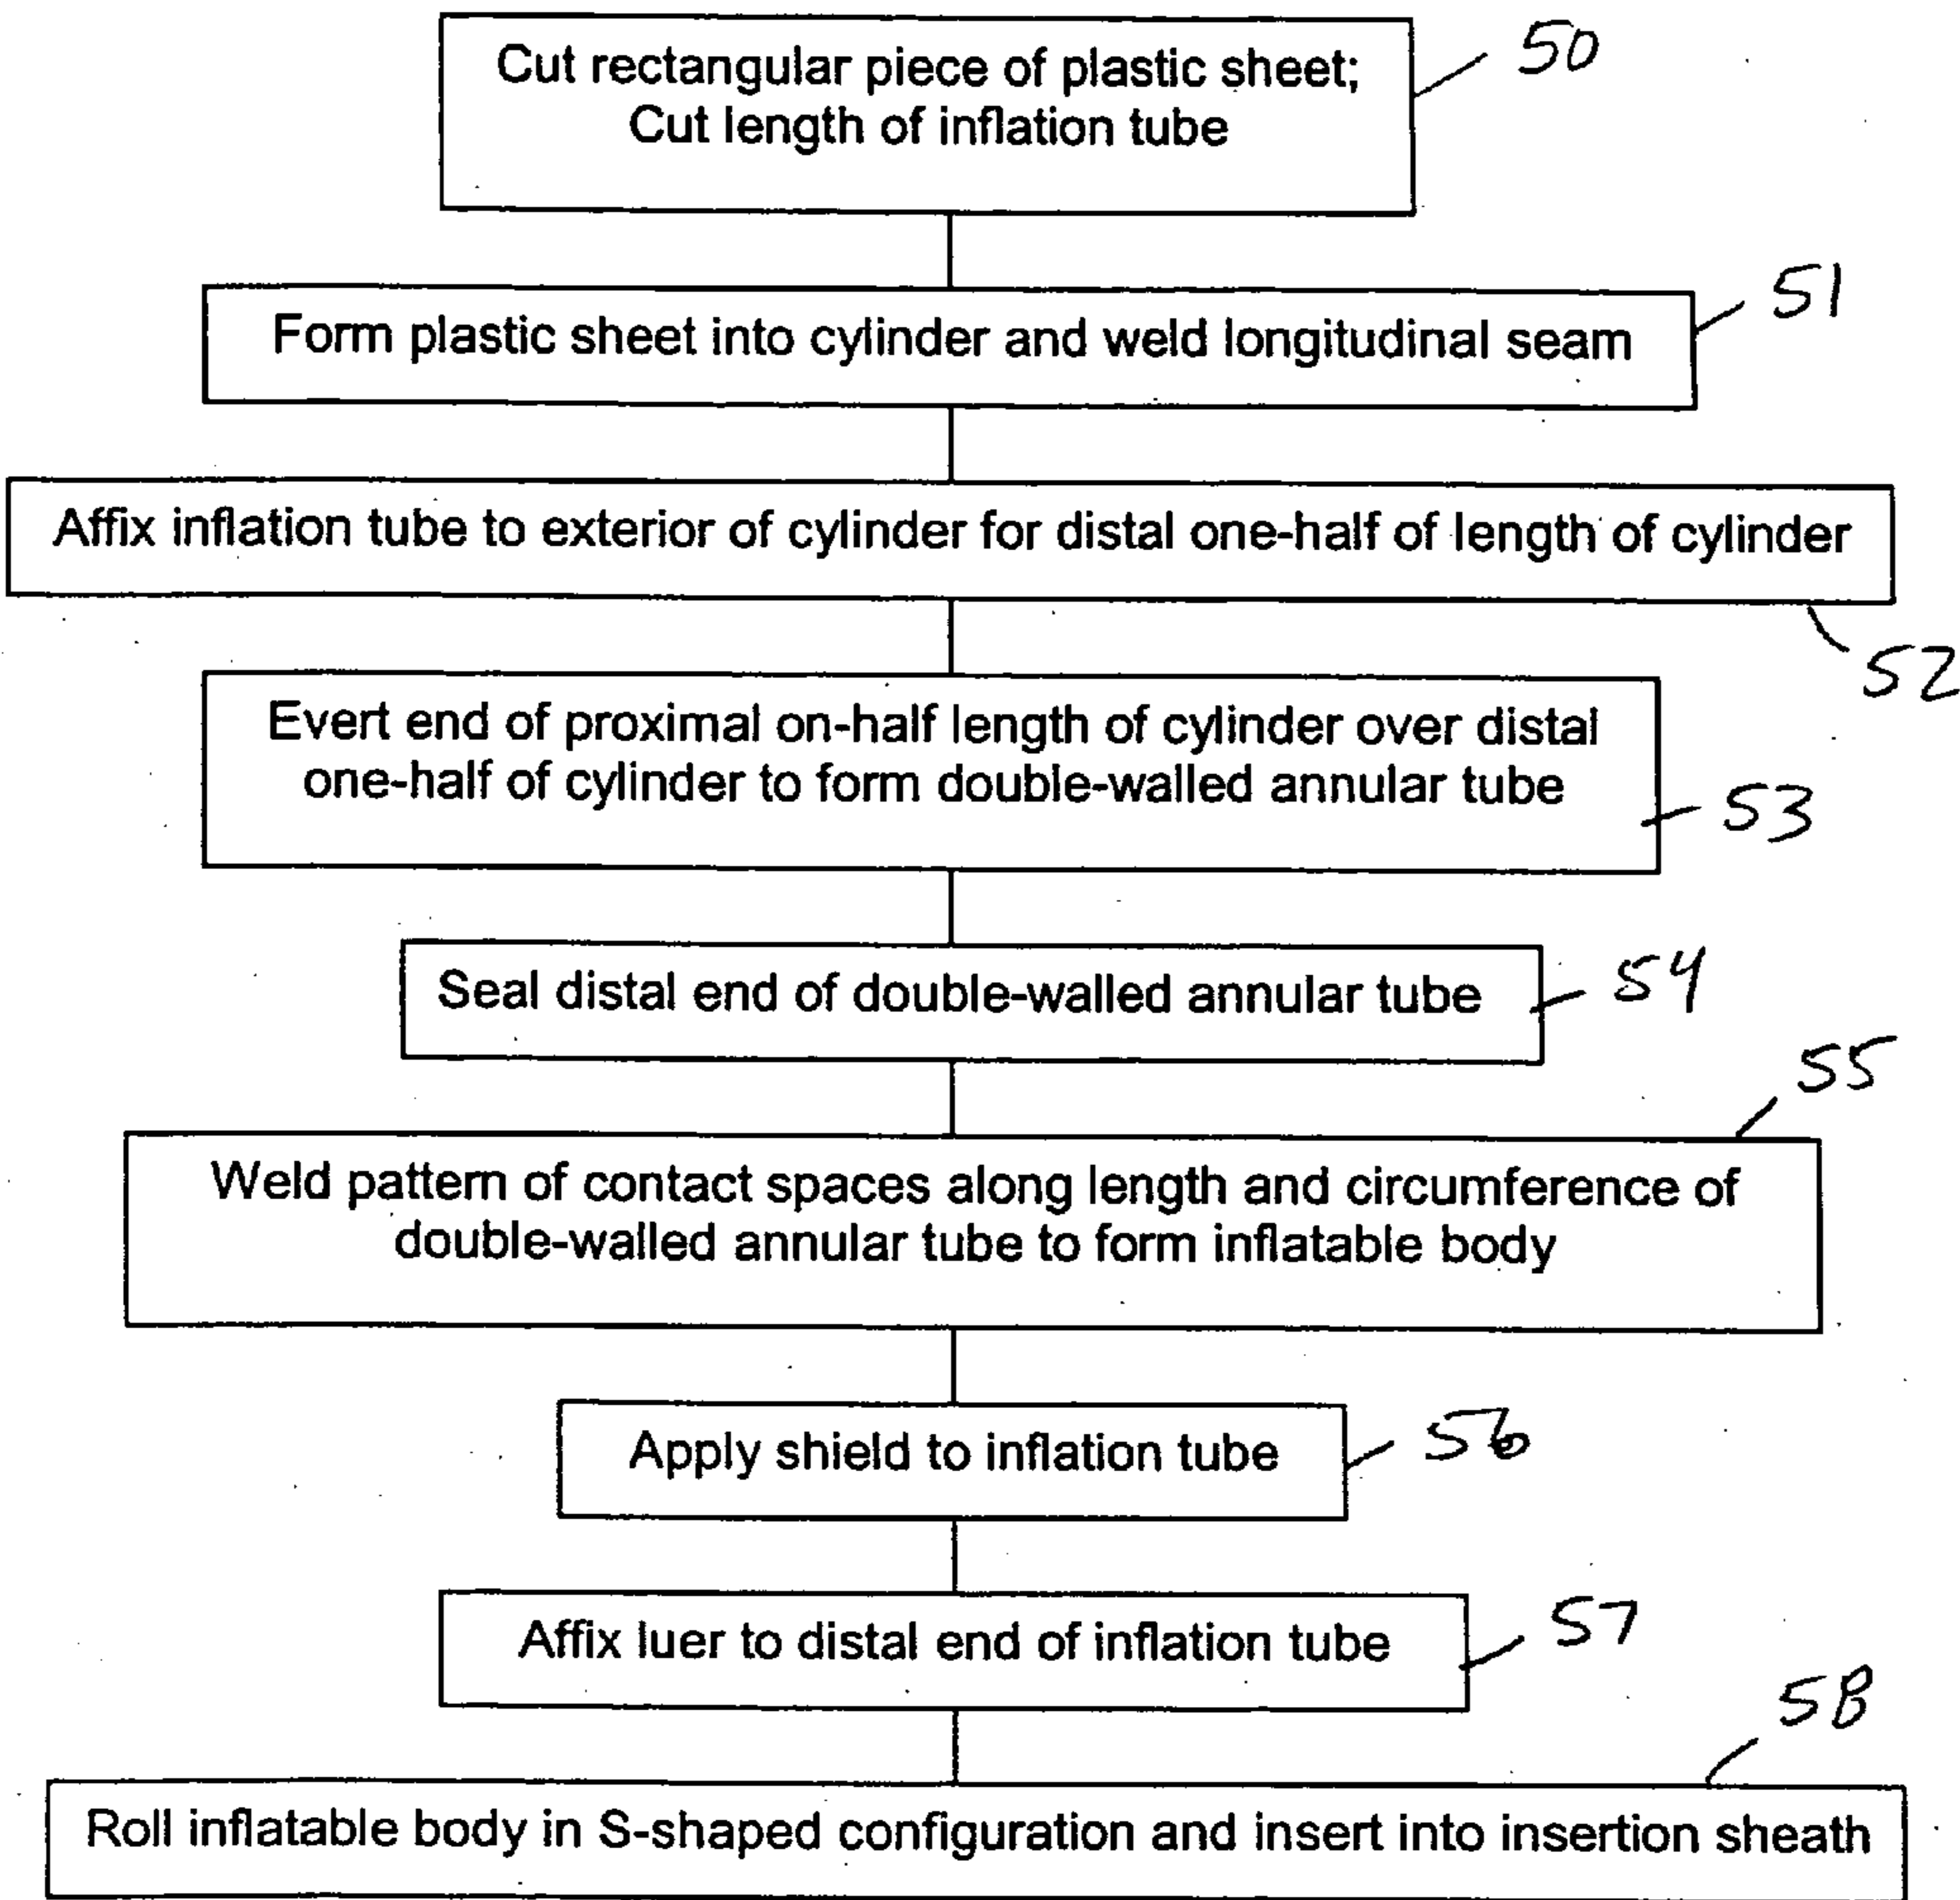 Cut rectangular piece of plastic sheet;
Cut length of inflation tube
50
Form plastic sheet into cylinder and weld longitudinal seam
51
Affix inflation tube to exterior of cylinder for distal one-half of length of cylinder
52
Evert end of proximal on-half length of cylinder over distal
one-half of cylinder to form double-walled annular tube
53
Seal distal end of double-walled annular tube
54
55
Weld pattern of contact spaces along length and circumference of
double-walled annular tube to form inflatable body
Apply shield to inflation tube
56
Affix luer to distal end of inflation tube
57
58
Roll inflatable body in S-shaped configuration and insert into insertion sheath